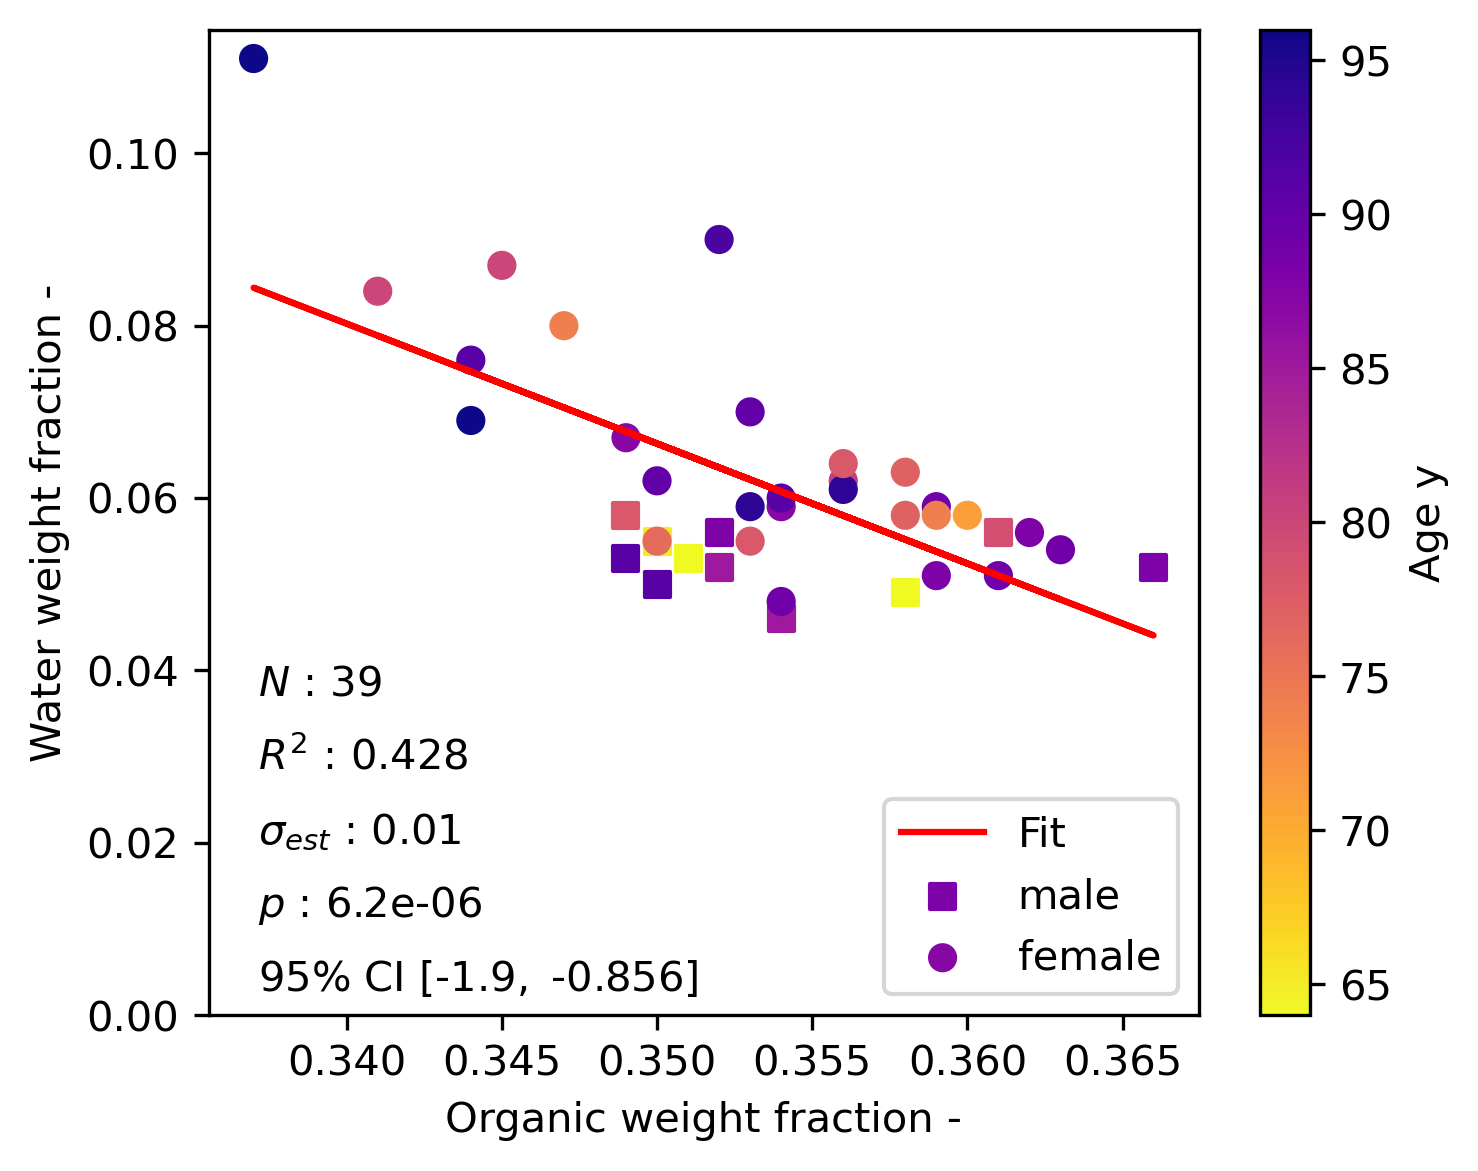 0.10
0.08
0.06
0.04
0.02
0.00
Water weight fraction -
N : 39
R² : 0.428
σest : 0.01
p : 6.2e-06
95% CI [-1.9, -0.856]
Fit
male
female
0.340 0.345 0.350 0.355 0.360 0.365
Organic weight fraction -
95
90
85
80
75
70
65
Age y